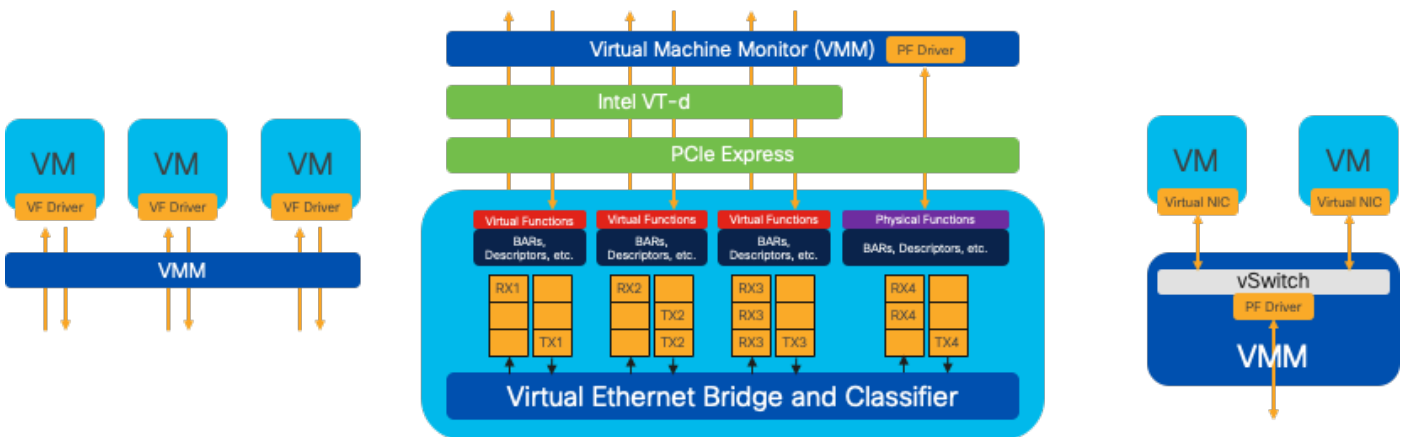 VM
VF Driver
VM
VF Driver
VM
VF Driver
VMM
Virtual Machine Monitor (VMM)
PF Driver
Intel VT-d
PCIe Express
Virtual Functions
BARs,
Descriptors, etc.
RX1
TX1
Virtual Functions
BARs,
Descriptors, etc.
RX2
TX2
TX2
Virtual Functions
BARs,
Descriptors, etc.
RX3
RX3
RX3
TX3
Physical Functions
BARs, Descriptors, etc.
RX4
RX4
TX4
Virtual Ethernet Bridge and Classifier
VM
Virtual NIC
VM
Virtual NIC
vSwitch
PF Driver
VMM